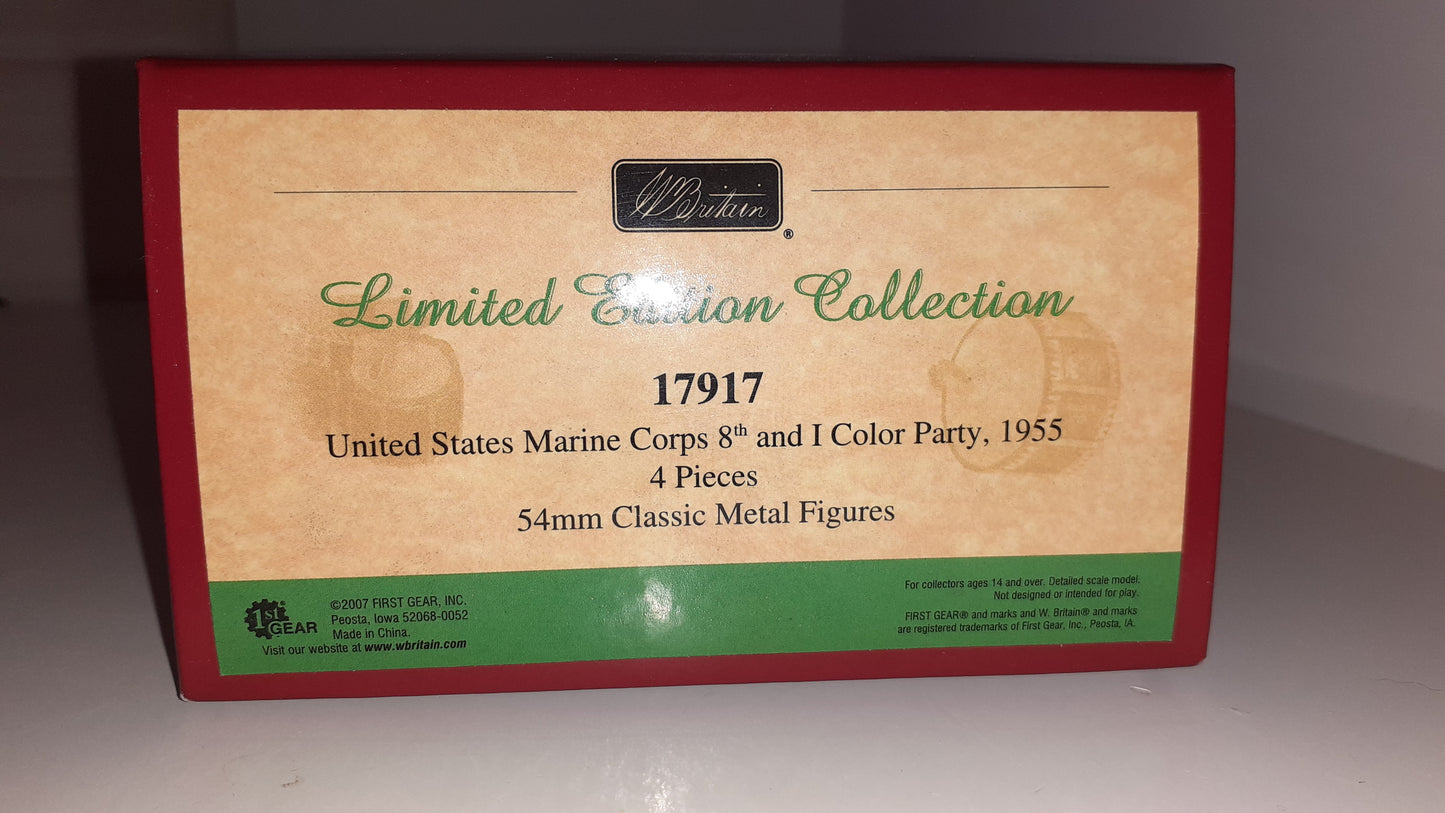 WBritain
®
Limited Edition Collection
17917
United States Marine Corps 8th and I Color Party, 1955
4 Pieces
54mm Classic Metal Figures
1st GEAR®
©2007 FIRST GEAR, INC.
Peosta, Iowa 52068-0052
Made in China.
Visit our website at www.wbritain.com
For collectors ages 14 and over. Detailed scale model.
Not designed or intended for play.
FIRST GEAR® and marks and W. Britain® and marks
are registered trademarks of First Gear, Inc., Peosta, IA.